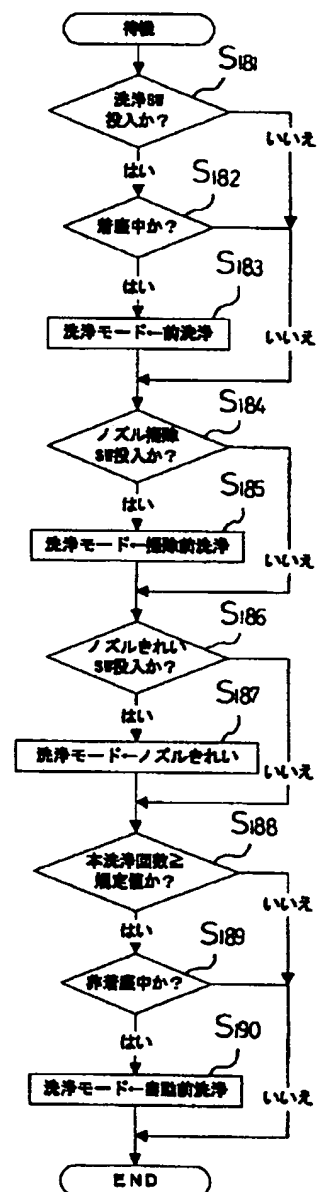 待機
S181
洗浄SW
投入か?
いいえ
はい
S182
着座中か?
はい
S183
洗浄モード←前洗浄
いいえ
S184
ノズル掃除
SW投入か?
はい
S185
洗浄モード←掃除前洗浄
いいえ
S186
ノズルきれい
SW投入か?
はい
S187
洗浄モード←ノズルきれい
いいえ
S188
本洗浄回数≧
規定値か?
いいえ
はい
S189
非着座中か?
はい
S190
洗浄モード←自動前洗浄
いいえ
END